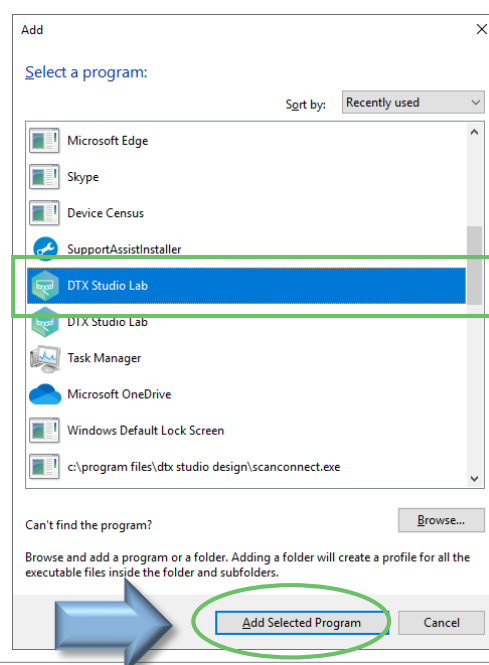 Add
Select a program:
Sort by: Recently used
Microsoft Edge
Skype
Device Census
SupportAssistInstaller
DTX Studio Lab
DTX Studio Lab
Task Manager
Microsoft OneDrive
Windows Default Lock Screen
c:\program files\dtx studio design\scanconnect.exe
Can't find the program?
Browse...
Browse and add a program or a folder. Adding a folder will create a profile for all the
executable files inside the folder and subfolders.
Add Selected Program
Cancel